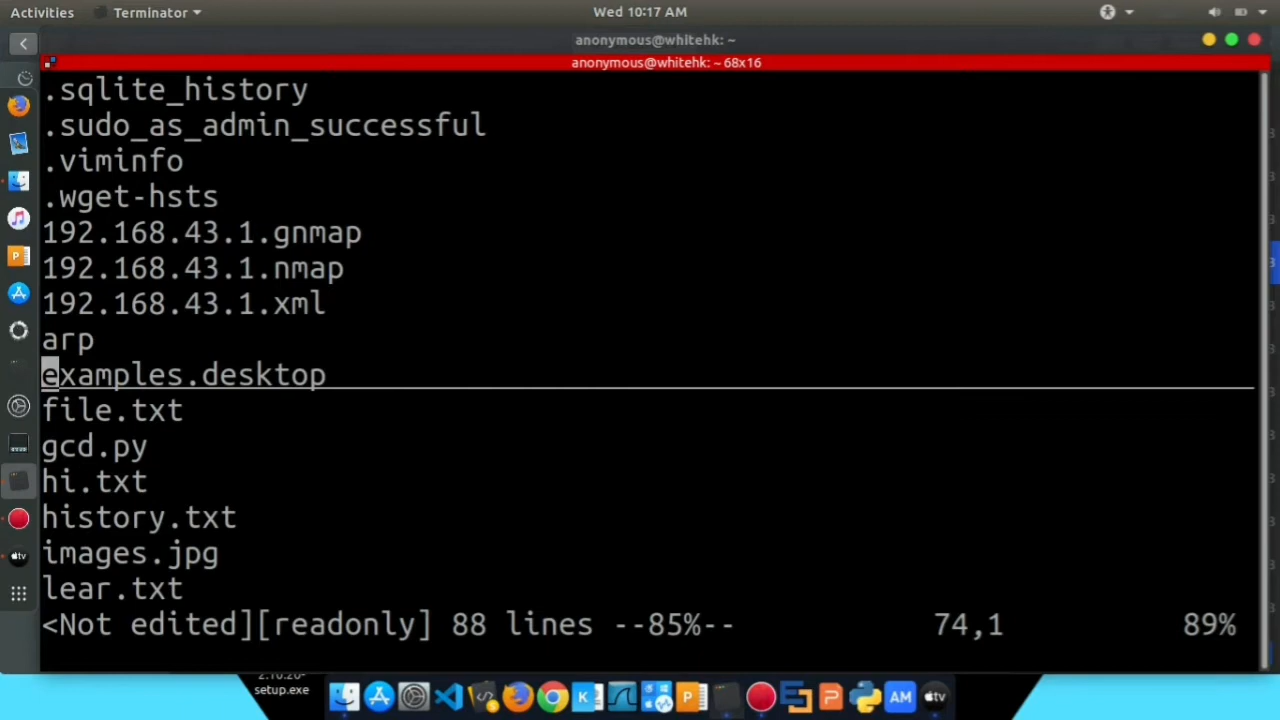 Activities Terminator Wed 10:17 AM
anonymous@whitehk: ~
anonymous@whitehk: ~ 68x16
.sqlite_history
.sudo_as_admin_successful
.viminfo
.wget-hsts
192.168.43.1.gnmap
192.168.43.1.nmap
192.168.43.1.xml
arp
examples.desktop
file.txt
gcd.py
hi.txt
history.txt
images.jpg
lear.txt
<Not edited][readonly] 88 lines --85%-- 74,1 89%
2.10.20-
setup.exe